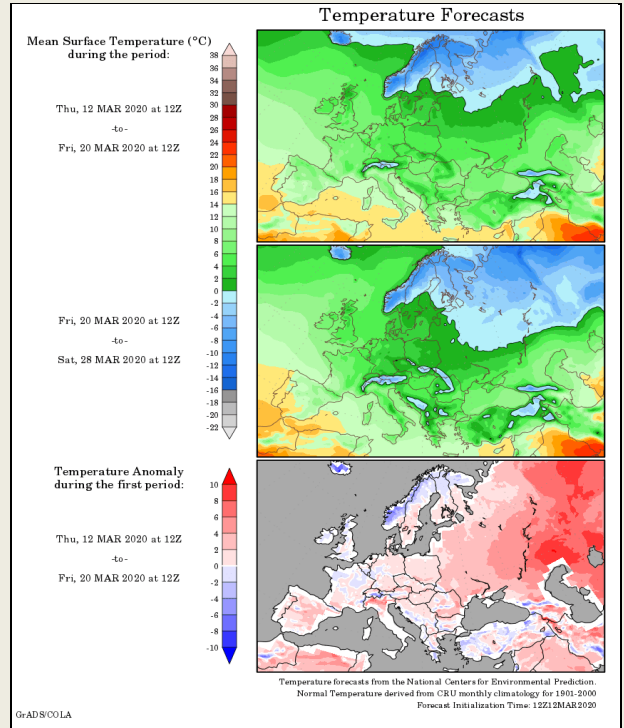 Temperature Forecasts
Mean Surface Temperature (°C)
during the period:
38
36
34
32
30
28
26
24
22
20
18
16
14
12
10
8
6
4
2
0
-2
-4
-6
-8
-10
-12
-14
-16
-18
-20
-22
Thu, 12 MAR 2020 at 12Z
-to-
Fri, 20 MAR 2020 at 12Z
Fri, 20 MAR 2020 at 12Z
-to-
Sat, 28 MAR 2020 at 12Z
Temperature Anomaly
during the first period:
10
8
6
4
2
0
-2
-4
-6
-8
-10
Thu, 12 MAR 2020 at 12Z
-to-
Fri, 20 MAR 2020 at 12Z
Temperature forecasts from the National Centers for Environmental Prediction.
Normal Temperature derived from CRU monthly climatology for 1901-2000
Forecast Initialization Time: 12Z12MAR2020
GrADS/COLA